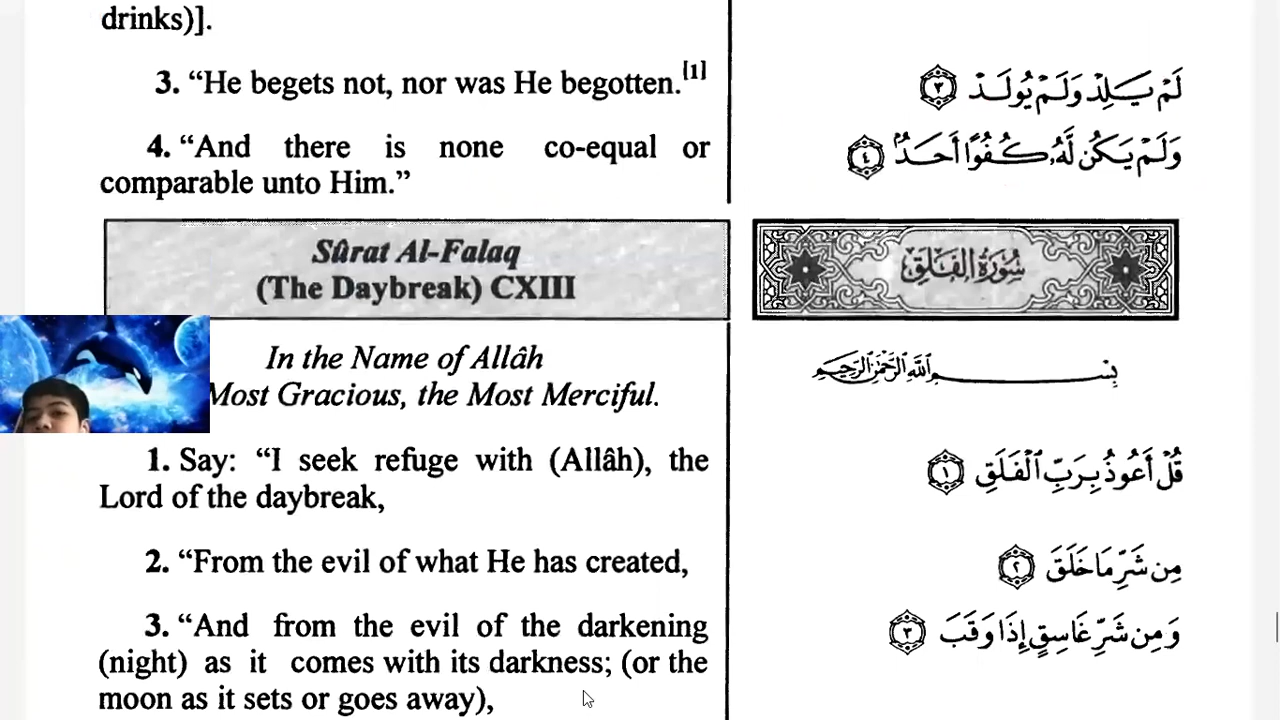 drinks)].
3. “He begets not, nor was He begotten.[1]
4. “And there is none co-equal or
comparable unto Him.”
Sûrat Al-Falaq
(The Daybreak) CXIII
In the Name of Allâh
Most Gracious, the Most Merciful.
1. Say: “I seek refuge with (Allâh), the
Lord of the daybreak,
2. “From the evil of what He has created,
3. “And from the evil of the darkening
(night) as it comes with its darkness; (or the
moon as it sets or goes away),
لَمْ يَلِدْ وَلَمْ يُولَدْ ٣
وَلَمْ يَكُن لَّهُۥ كُفُوًا أَحَدٌۢ ٤
سُورَةُ الفَلَقِ
بِسْمِ ٱللَّهِ ٱلرَّحْمَٰنِ ٱلرَّحِيمِ
قُلْ أَعُوذُ بِرَبِّ ٱلْفَلَقِ ١
مِن شَرِّ مَا خَلَقَ ٢
وَمِن شَرِّ غَاسِقٍ إِذَا وَقَبَ ٣